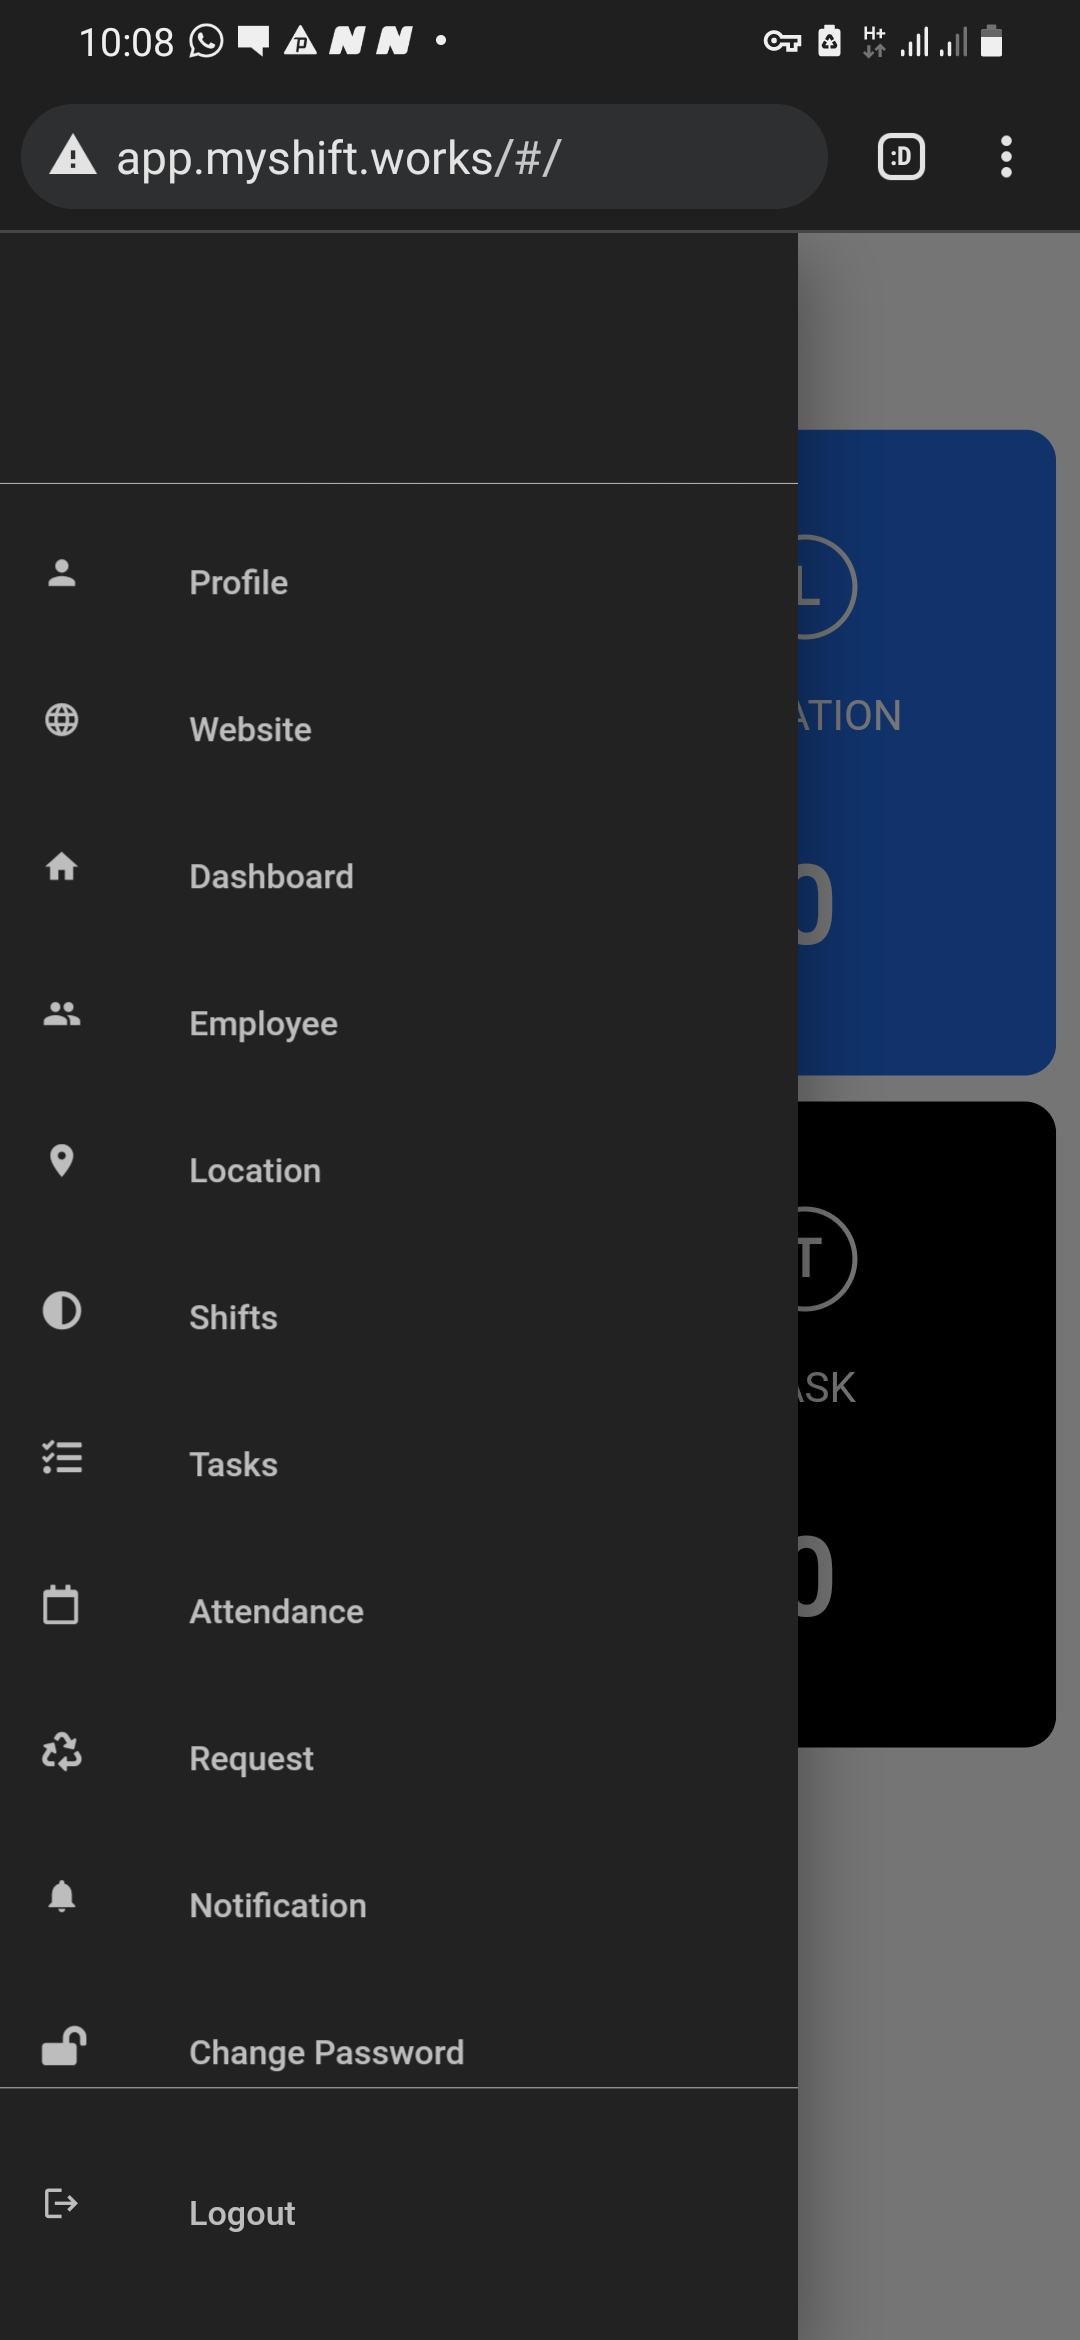 10:08
H+
app.myshift.works/#/
:D
Profile
Website
Dashboard
Employee
Location
Shifts
Tasks
Attendance
Request
Notification
Change Password
Logout
L
ATION
0
T
ASK
0